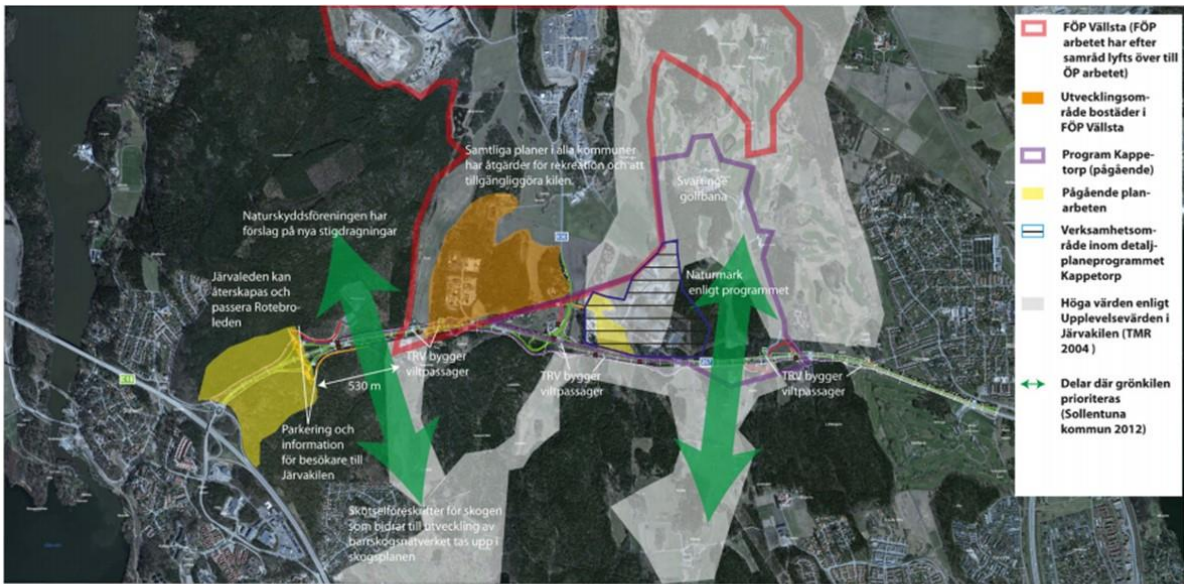 Samtliga planer i alla kommuner
har åtgärder för rekreation och att
tillgängliggöra kilen.
Svartinge
golfbana
Naturskyddsföreningen har
förslag på nya stigdragningar
Järvaleden kan
återskapas och
passera Rotebro-
leden
Naturmark
enligt programmet
TRV bygger
viltpassager
TRV bygger
viltpassager
TRV bygger
viltpassager
530 m
E18
Parkering och
information
för besökare till
Järvakilen
Skötselföreskrifter för skogen
som bidrar till utveckling av
barrskogsnätverket tas upp i
skogsplanen
FÖP Vällsta (FÖP
arbetet har efter
samråd lyfts över till
ÖP arbetet)
Utvecklingsom-
råde bostäder i
FÖP Vällsta
Program Kappe-
torp (pågående)
Pågående plan-
arbeten
Verksamhetsom-
råde inom detalj-
planeprogrammet
Kappetorp
Höga värden enligt
Upplevelsevärden i
Järvakilen (TMR
2004 )
Delar där grönkilen
prioriteras
(Sollentuna
kommun 2012)